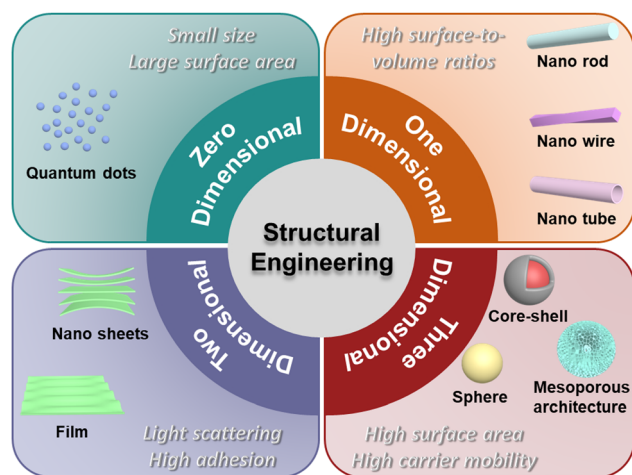 Small size
Large surface area
Quantum dots
Zero
Dimensional
High surface-to-
volume ratios
Nano rod
Nano wire
Nano tube
One
Dimensional
Structural
Engineering
Nano sheets
Film
Two
Dimensional
Light scattering
High adhesion
Three
Dimensional
Core-shell
Sphere
Mesoporous
architecture
High surface area
High carrier mobility